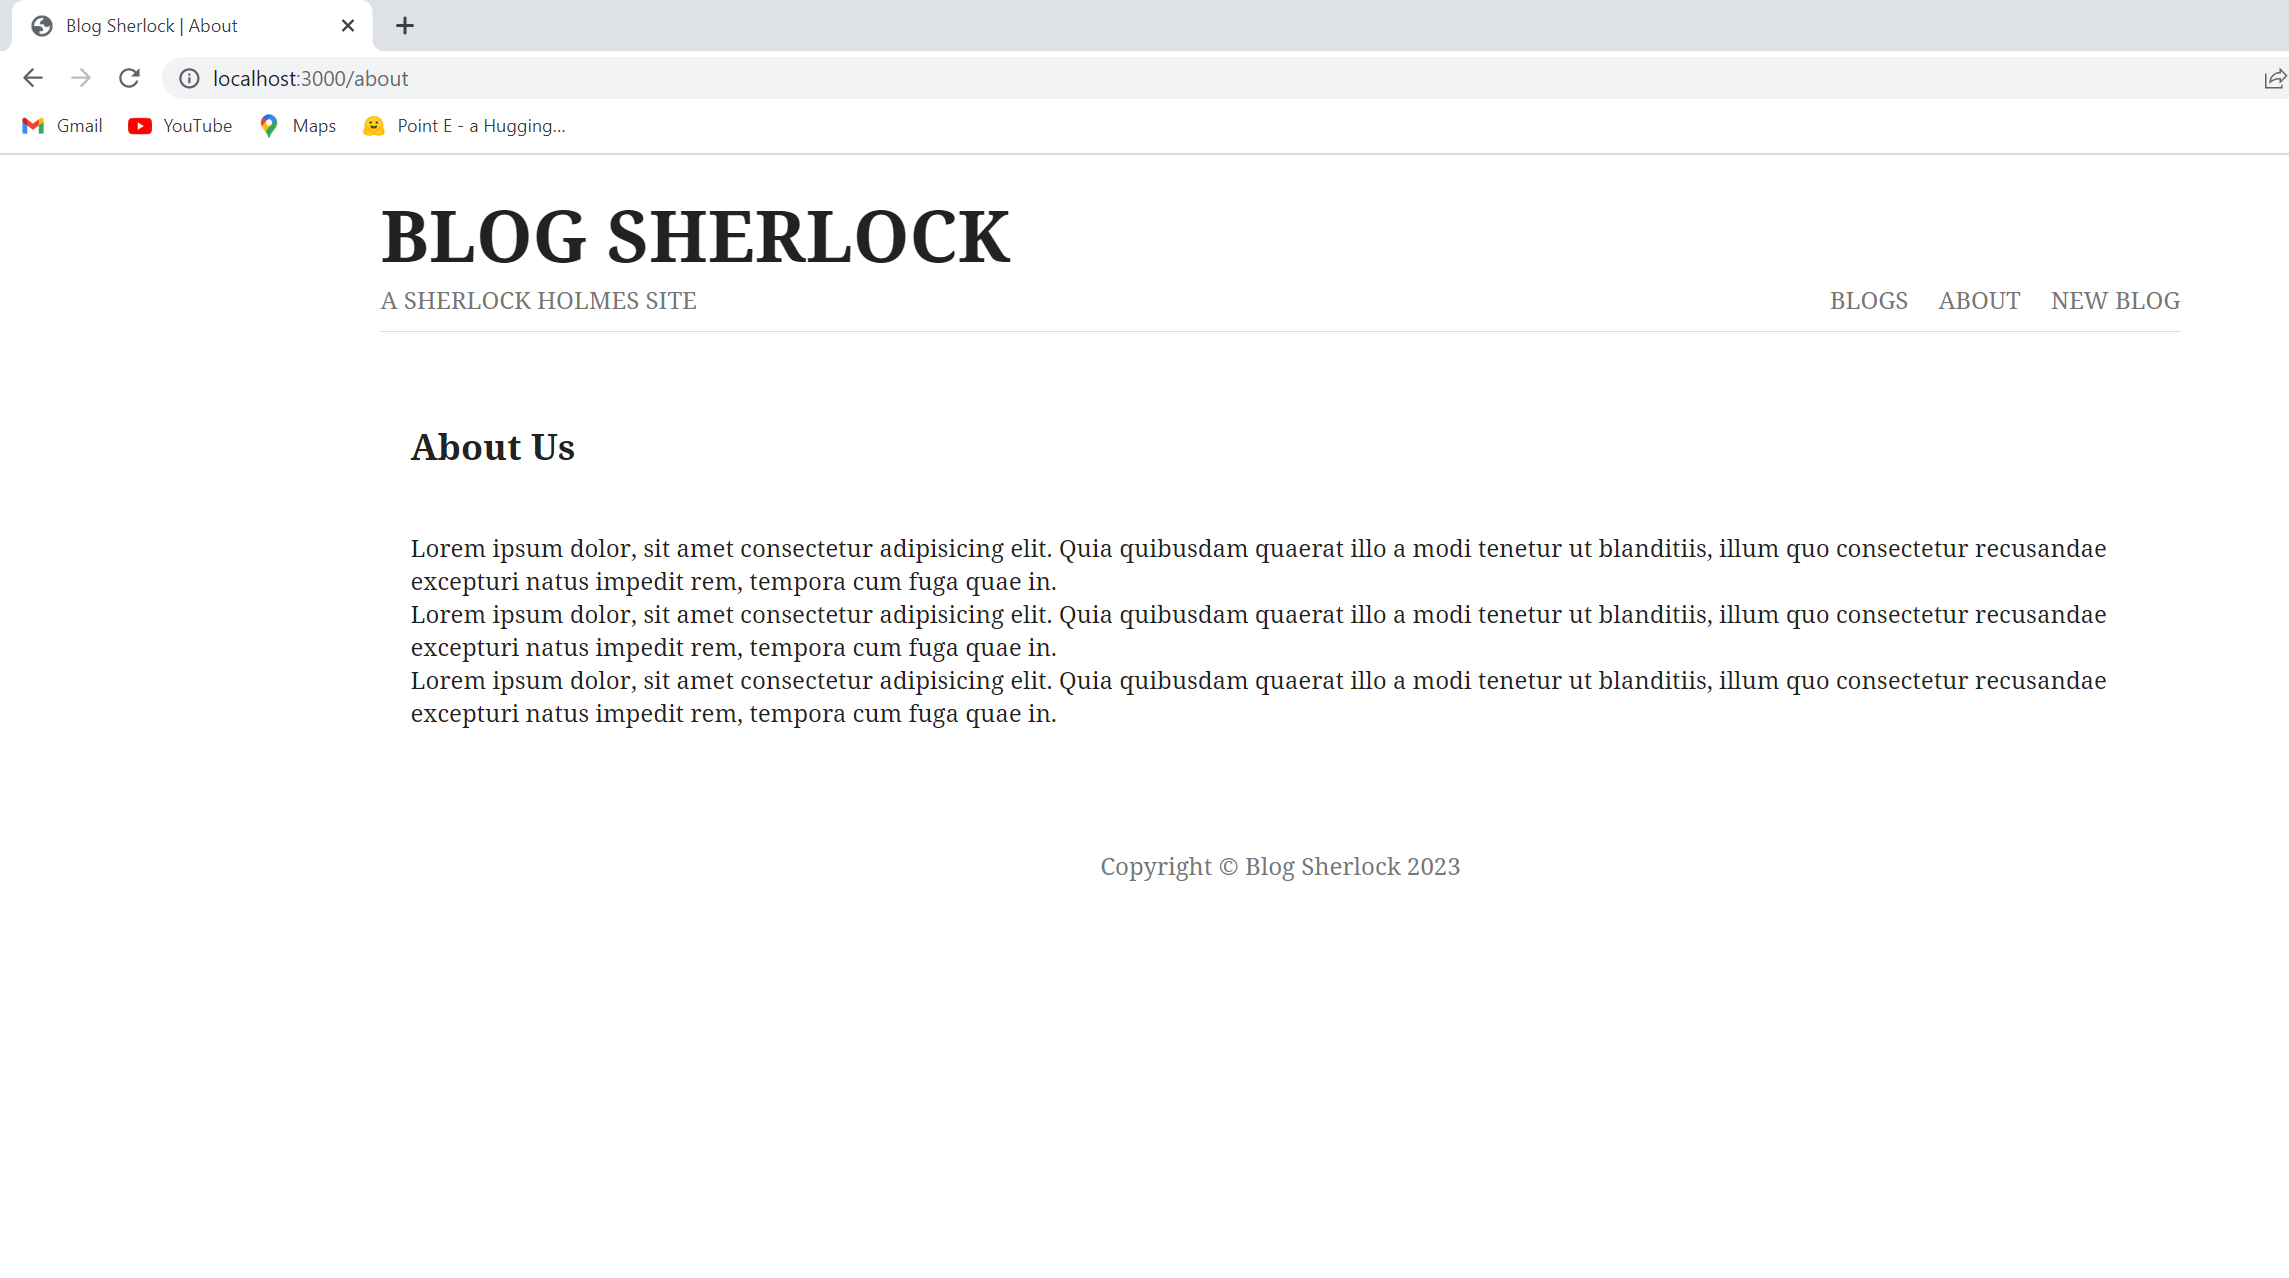 Blog Sherlock | About
localhost:3000/about
Gmail YouTube Maps Point E - a Hugging...
BLOG SHERLOCK
A SHERLOCK HOLMES SITE BLOGS ABOUT NEW BLOG
About Us
Lorem ipsum dolor, sit amet consectetur adipisicing elit. Quia quibusdam quaerat illo a modi tenetur ut blanditiis, illum quo consectetur recusandae
excepturi natus impedit rem, tempora cum fuga quae in.
Lorem ipsum dolor, sit amet consectetur adipisicing elit. Quia quibusdam quaerat illo a modi tenetur ut blanditiis, illum quo consectetur recusandae
excepturi natus impedit rem, tempora cum fuga quae in.
Lorem ipsum dolor, sit amet consectetur adipisicing elit. Quia quibusdam quaerat illo a modi tenetur ut blanditiis, illum quo consectetur recusandae
excepturi natus impedit rem, tempora cum fuga quae in.
Copyright © Blog Sherlock 2023